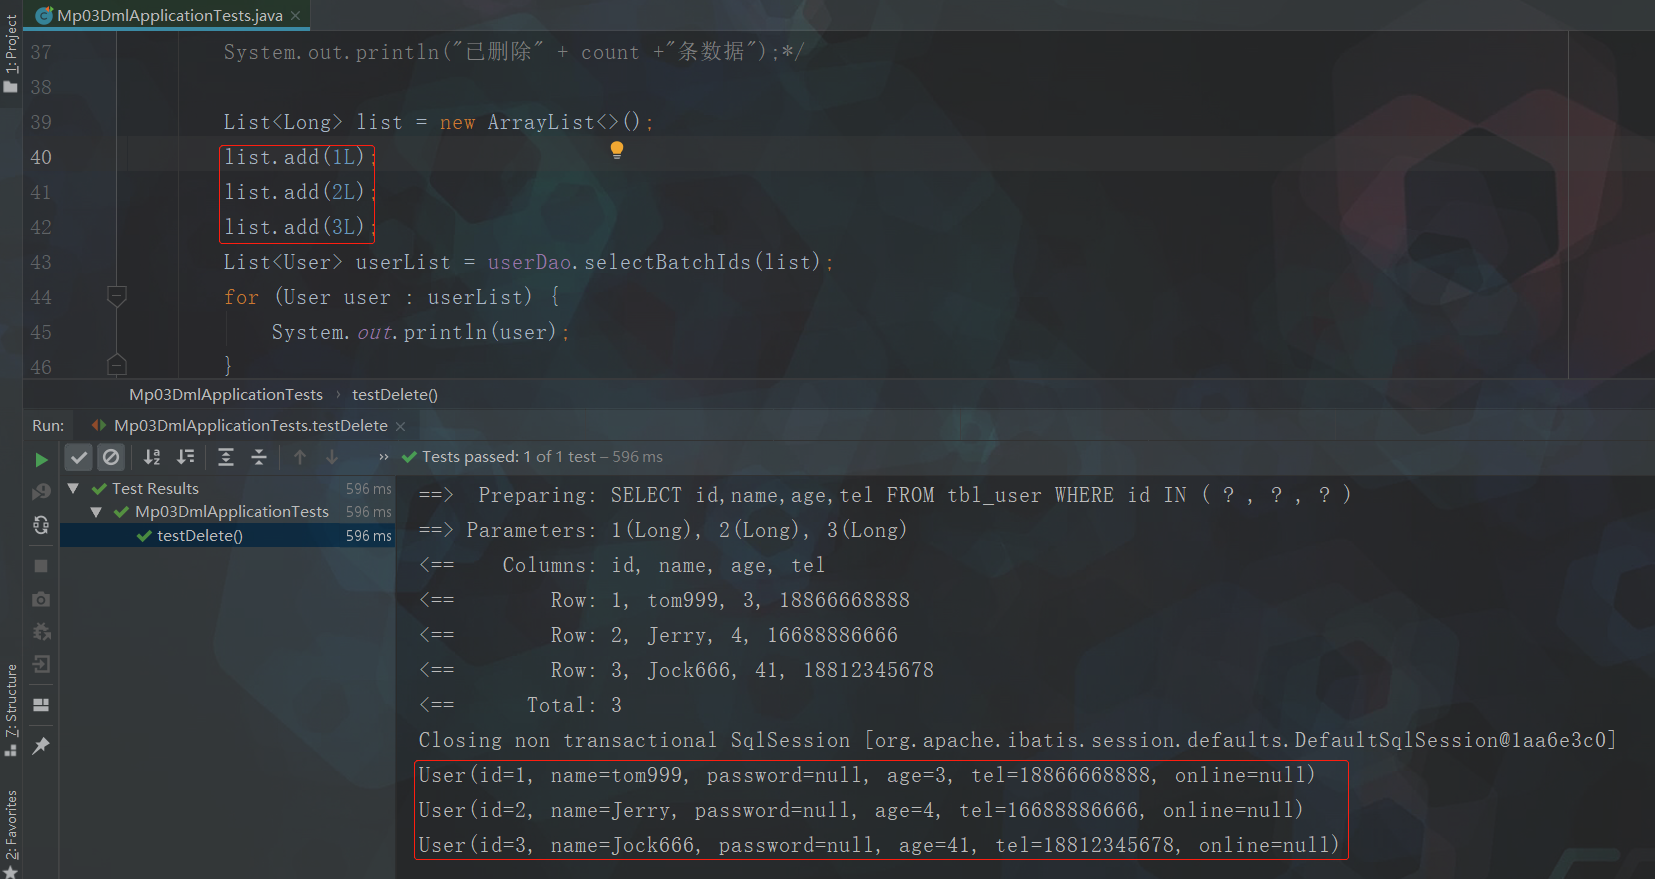 Mp03DmlApplicationTests.java
1: Project
37 System.out.println("已删除" + count +"条数据");*/
38
39 List<Long> list = new ArrayList<>();
40 list.add(1L);
41 list.add(2L);
42 list.add(3L);
43 List<User> userList = userDao.selectBatchIds(list);
44 for (User user : userList) {
45 System.out.println(user);
46 }
Mp03DmlApplicationTests › testDelete()
Run: Mp03DmlApplicationTests.testDelete
Tests passed: 1 of 1 test – 596 ms
Test Results 596 ms
Mp03DmlApplicationTests 596 ms
testDelete() 596 ms
==>  Preparing: SELECT id,name,age,tel FROM tbl_user WHERE id IN ( ? , ? , ? )
==> Parameters: 1(Long), 2(Long), 3(Long)
<==    Columns: id, name, age, tel
<==        Row: 1, tom999, 3, 18866668888
<==        Row: 2, Jerry, 4, 16688886666
<==        Row: 3, Jock666, 41, 18812345678
<==      Total: 3
Closing non transactional SqlSession [org.apache.ibatis.session.defaults.DefaultSqlSession@1aa6e3c0]
User(id=1, name=tom999, password=null, age=3, tel=18866668888, online=null)
User(id=2, name=Jerry, password=null, age=4, tel=16688886666, online=null)
User(id=3, name=Jock666, password=null, age=41, tel=18812345678, online=null)
7: Structure
2: Favorites